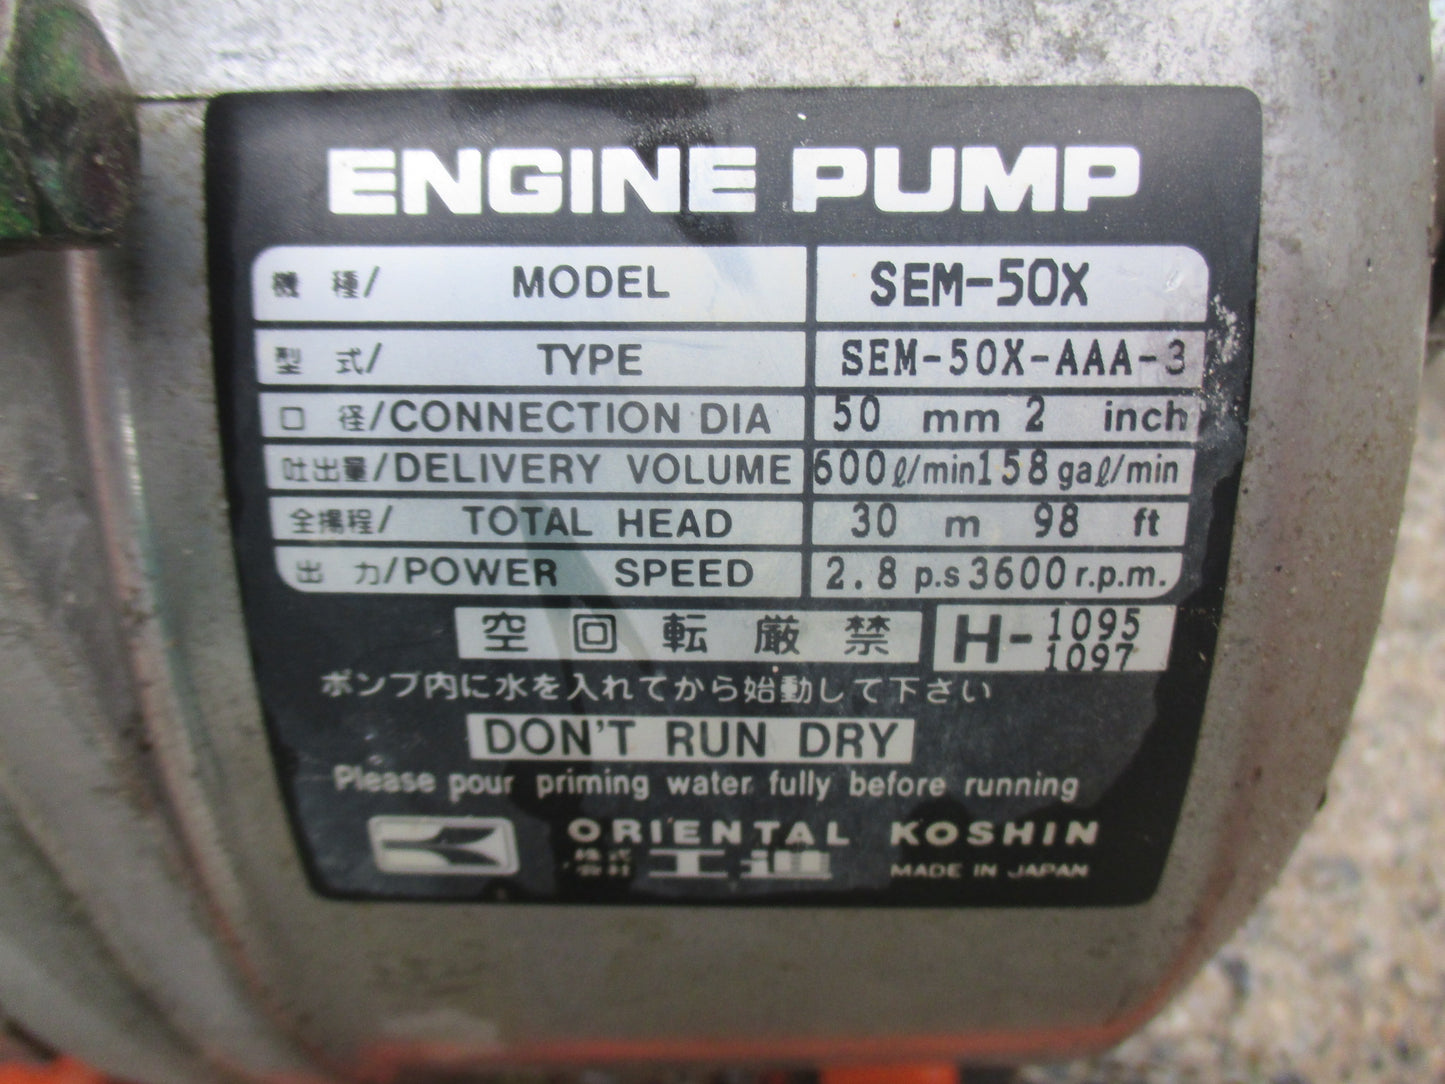 ENGINE PUMP
機種/ MODEL SEM-50X
型式/ TYPE SEM-50X-AAA-3
口径/CONNECTION DIA 50 mm 2 inch
吐出量/DELIVERY VOLUME 600ℓ/min 158gaℓ/min
全揚程/ TOTAL HEAD 30 m 98 ft
出力/POWER SPEED 2.8 p.s 3600 r.p.m.
空回転厳禁 H-1095
1097
ポンプ内に水を入れてから始動して下さい
DON'T RUN DRY
Please pour priming water fully before running
ORIENTAL KOSHIN
株式会社 工進 MADE IN JAPAN